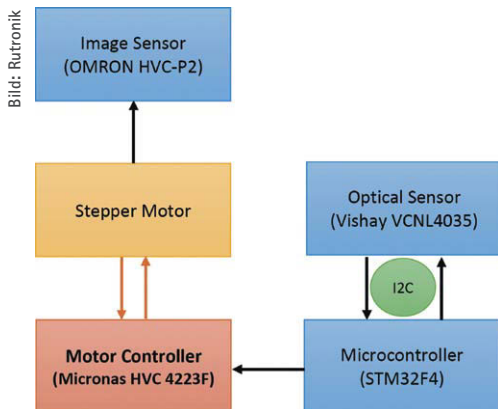 Bild: Rutronik
Image Sensor
(OMRON HVC-P2)
Stepper Motor
Optical Sensor
(Vishay VCNL4035)
I2C
Motor Controller
(Micronas HVC 4223F)
Microcontroller
(STM32F4)